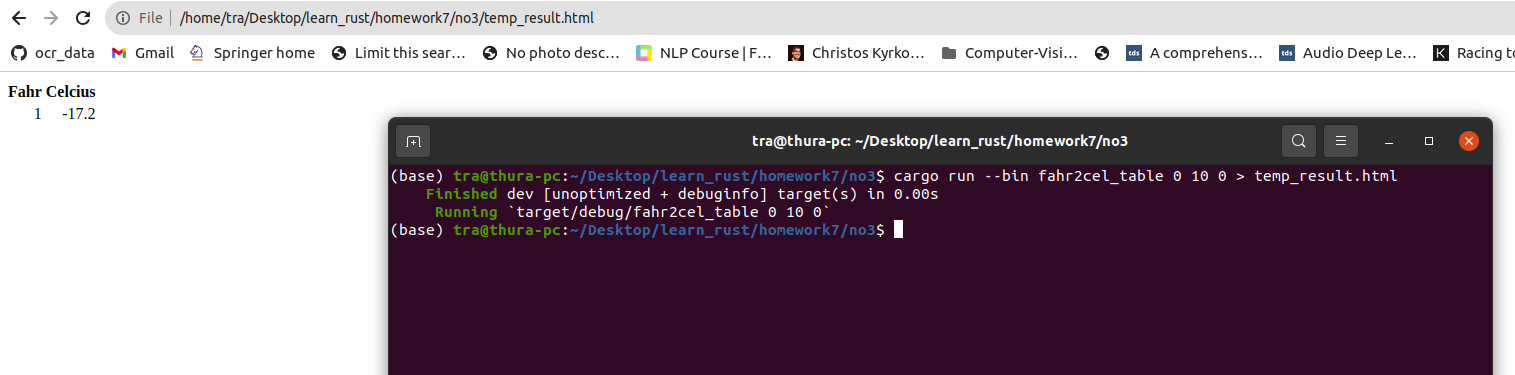 File /home/tra/Desktop/learn_rust/homework7/no3/temp_result.html
ocr_data Gmail Springer home Limit this sear… No photo desc… NLP Course | F… Christos Kyrko… Computer-Visi… tds A comprehens… tds Audio Deep Le… K Racing to
Fahr Celcius
1 -17.2
tra@thura-pc: ~/Desktop/learn_rust/homework7/no3
(base) tra@thura-pc:~/Desktop/learn_rust/homework7/no3$ cargo run --bin fahr2cel_table 0 10 0 > temp_result.html
Finished dev [unoptimized + debuginfo] target(s) in 0.00s
Running `target/debug/fahr2cel_table 0 10 0`
(base) tra@thura-pc:~/Desktop/learn_rust/homework7/no3$